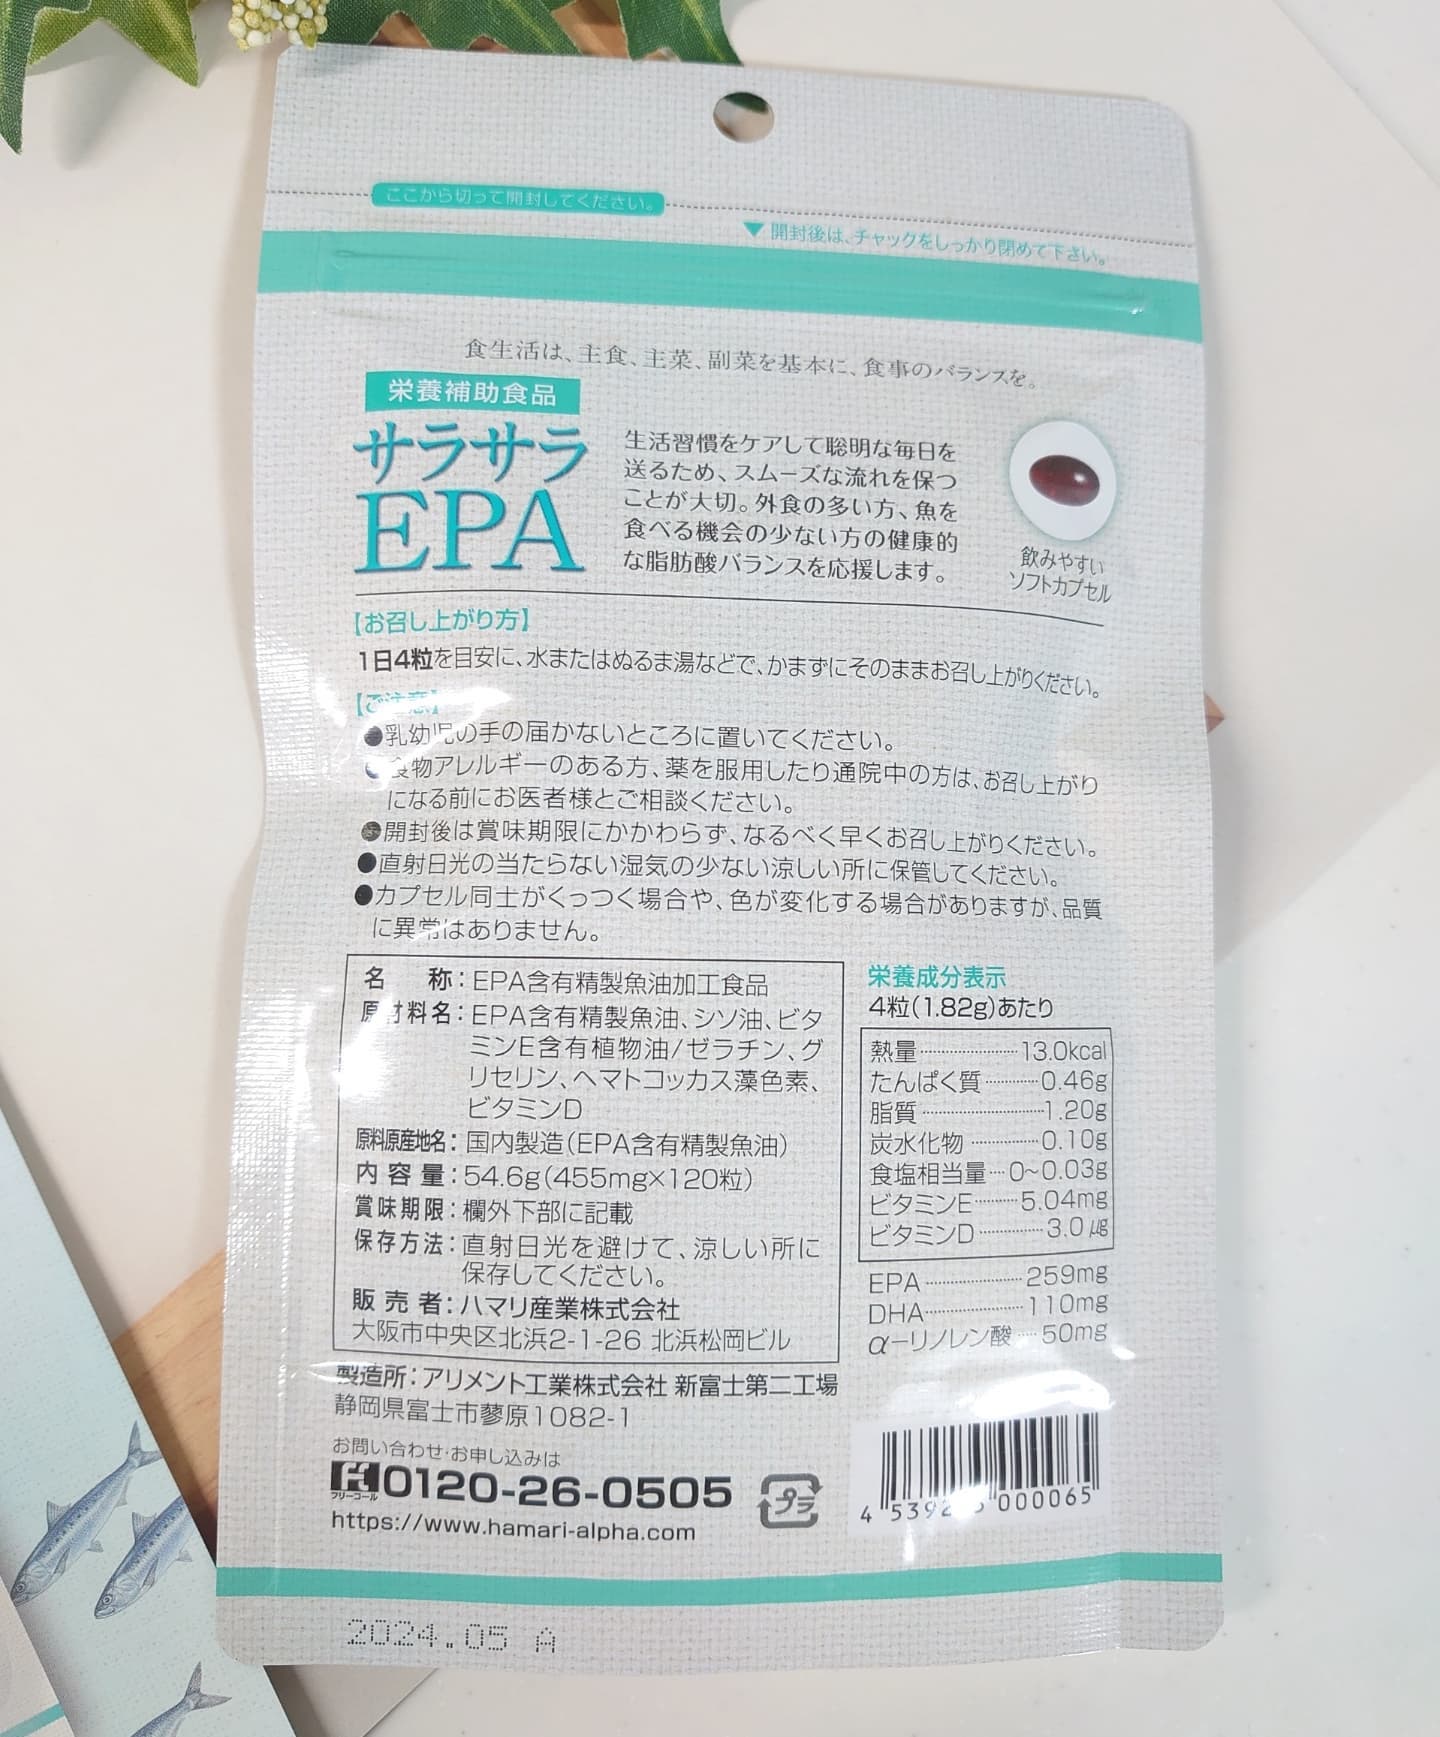 ここから切って開封してください。
▼開封後は、チャックをしっかり閉めて下さい。
食生活は、主食、主菜、副菜を基本に、食事のバランスを。
栄養補助食品
サラサラ
EPA
生活習慣をケアして聡明な毎日を
送るため、スムーズな流れを保つ
ことが大切。外食の多い方、魚を
食べる機会の少ない方の健康的
な脂肪酸バランスを応援します。
飲みやすい
ソフトカプセル
【お召し上がり方】
1日4粒を目安に、水またはぬるま湯などで、かまずにそのままお召し上がりください。
【ご注意】
●乳幼児の手の届かないところに置いてください。
●食物アレルギーのある方、薬を服用したり通院中の方は、お召し上がり
になる前にお医者様とご相談ください。
●開封後は賞味期限にかかわらず、なるべく早くお召し上がりください。
●直射日光の当たらない湿気の少ない涼しい所に保管してください。
●カプセル同士がくっつく場合や、色が変化する場合がありますが、品質
に異常はありません。
名 称：EPA含有精製魚油加工食品
原材料名：EPA含有精製魚油、シソ油、ビタ
ミンE含有植物油/ゼラチン、グ
リセリン、ヘマトコッカス藻色素、
ビタミンD
原料原産地名：国内製造(EPA含有精製魚油)
内容量：54.6g(455mg×120粒)
賞味期限：欄外下部に記載
保存方法：直射日光を避けて、涼しい所に
保存してください。
販売者：ハマリ産業株式会社
大阪市中央区北浜2-1-26 北浜松岡ビル
栄養成分表示
4粒(1.82g)あたり
熱量 13.0kcal
たんぱく質 0.46g
脂質 1.20g
炭水化物 0.10g
食塩相当量 0~0.03g
ビタミンE 5.04mg
ビタミンD 3.0μg
EPA 259mg
DHA 110mg
α-リノレン酸 50mg
製造所：アリメント工業株式会社 新富士第二工場
静岡県富士市蓼原1082-1
お問い合わせ・お申し込みは
フリーコール
0120-26-0505
https://www.hamari-alpha.com
プラ
000065
2024.05 A